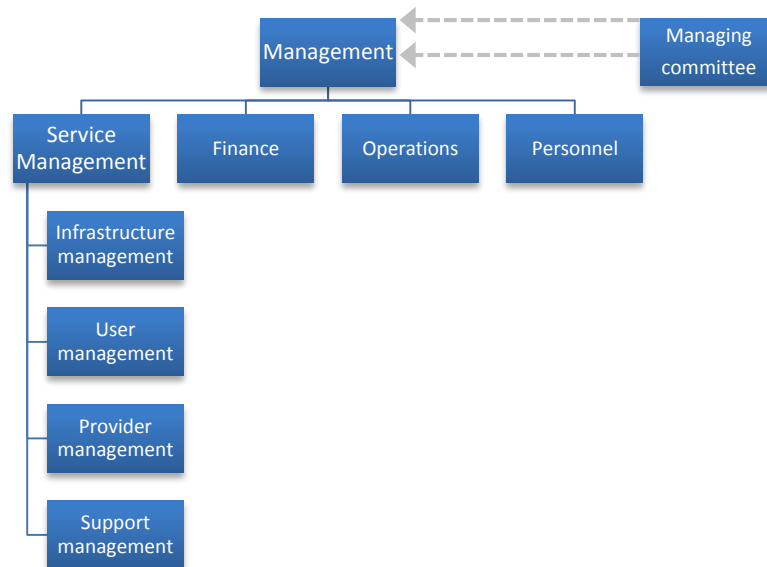 Management
Managing
committee
Service
Management
Finance
Operations
Personnel
Infrastructure
management
User
management
Provider
management
Support
management